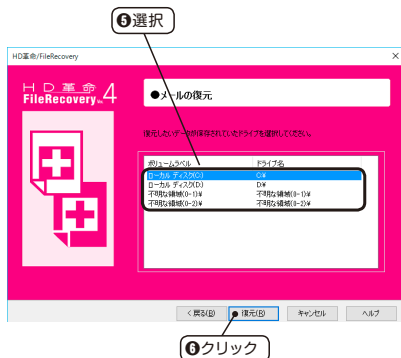 ❺選択
HD革命/FileRecovery
HD革命
FileRecovery Ver.4
●メールの復元
復元したいデータが保存されていたドライブを選択してください。
ボリュームラベル ドライブ名
ローカル ディスク(C:) C:¥
ローカル ディスク(D:) D:¥
不明な領域(0-1)¥ 不明な領域(0-1)¥
不明な領域(0-2)¥ 不明な領域(0-2)¥
< 戻る(B) 復元(R) キャンセル ヘルプ
❻クリック